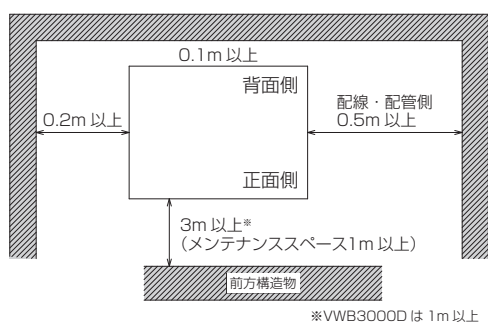 0.1m 以上
背面側
配線・配管側
0.2m 以上
0.5m 以上
正面側
3m 以上※
（メンテナンススペース1m 以上）
前方構造物
※VWB3000D は 1m 以上